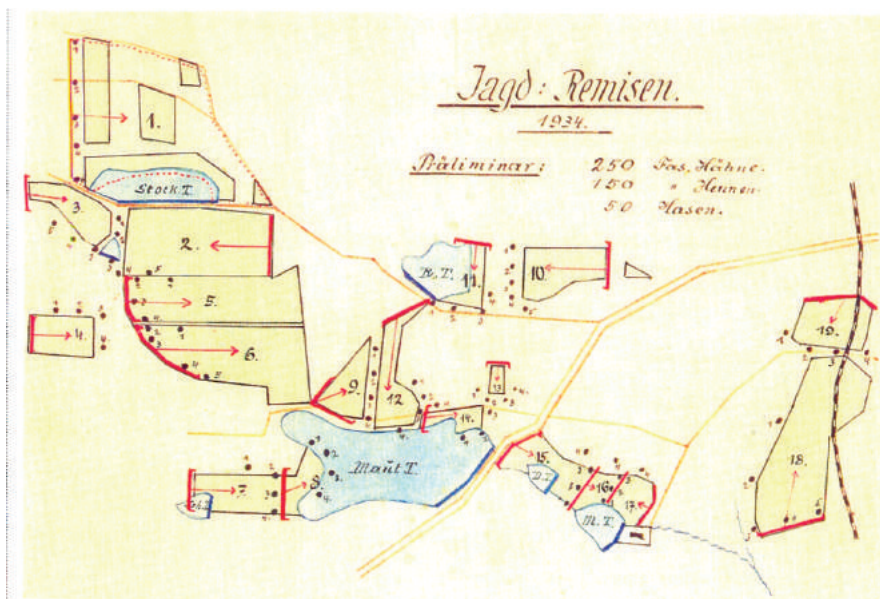 Jagd: Remisen.
1934.
Präliminar: 250 Fas. Hähne.
150 " Hennen.
50 Hasen.
1.
Stock T.
3.
2.
4.
5.
6.
R. T.
11.
10.
9.
12
13
14.
19.
7.
8.
Maut T.
15.
D. T.
16.
17.
M. T.
18.